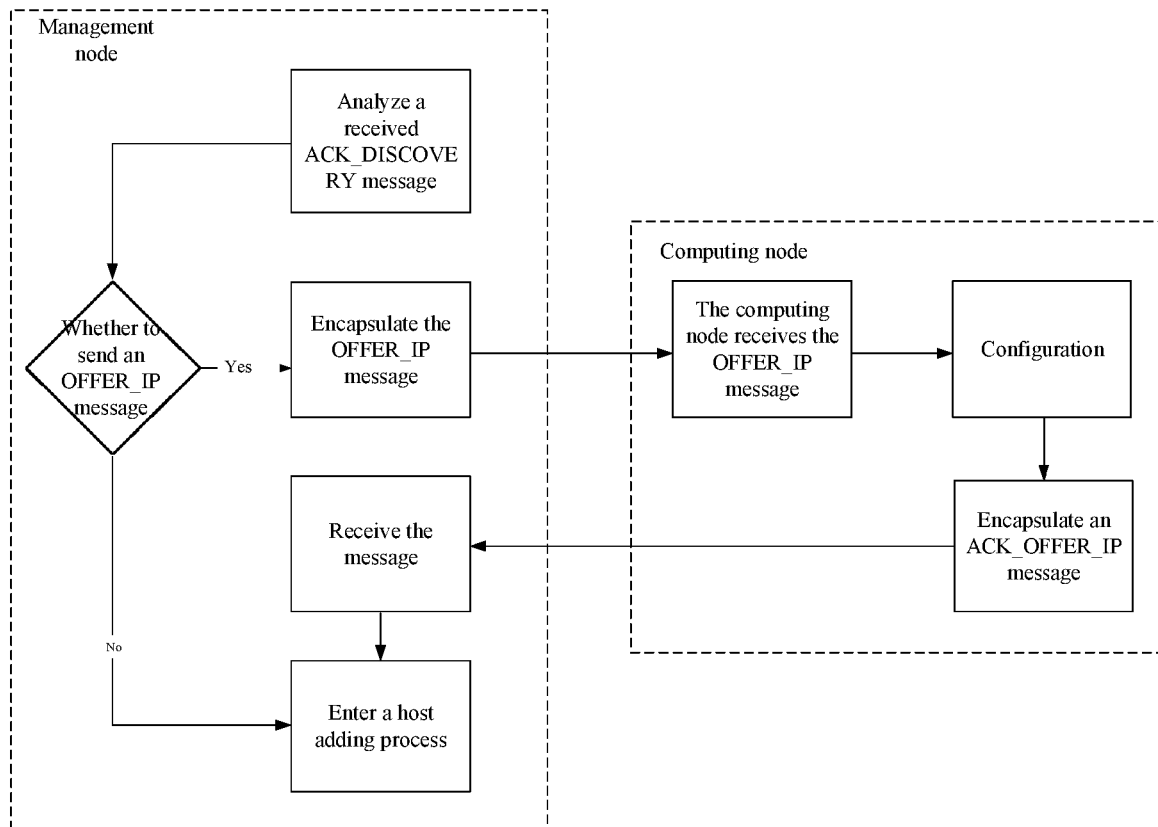 Management
node
Analyze a
received
ACK_DISCOVE
RY message
Whether to
send an
OFFER_IP
message
Yes
Encapsulate the
OFFER_IP
message
Computing node
The computing
node receives the
OFFER_IP
message
Configuration
Encapsulate an
ACK_OFFER_IP
message
Receive the
message
No
Enter a host
adding process